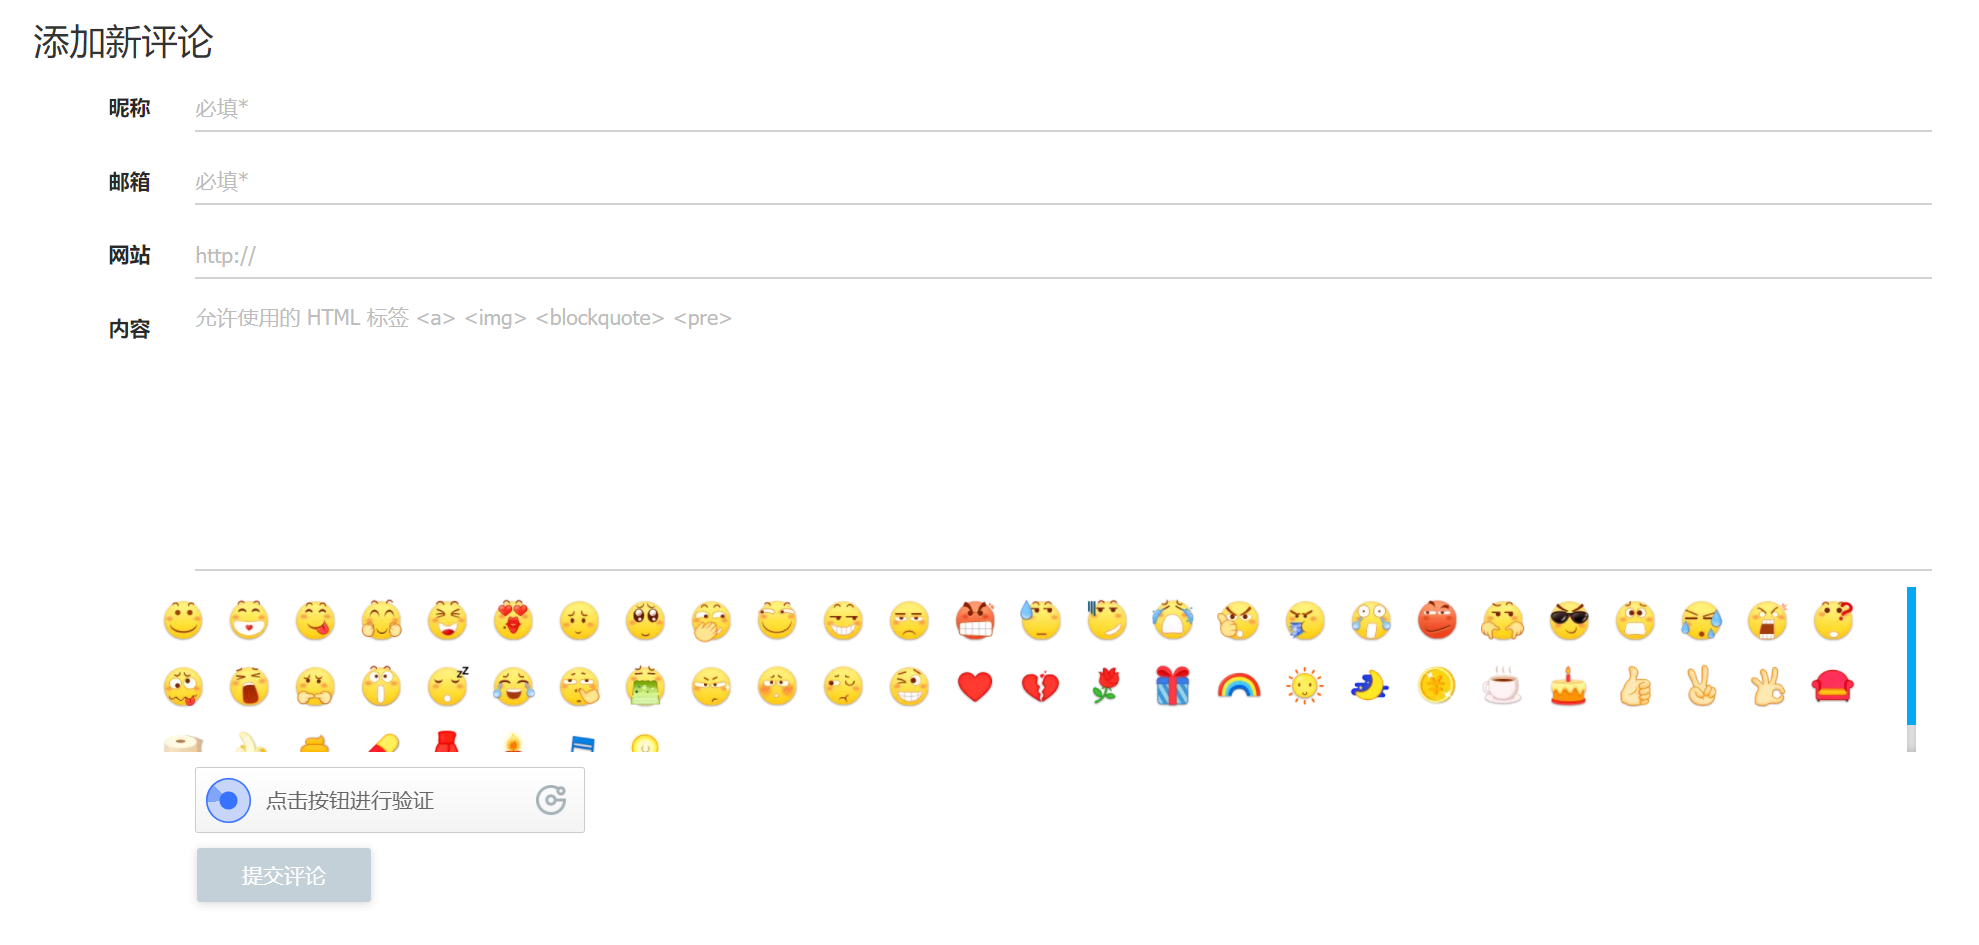 添加新评论
昵称 必填*
邮箱 必填*
网站 http://
内容 允许使用的 HTML 标签 <a> <img> <blockquote> <pre>
点击按钮进行验证
提交评论